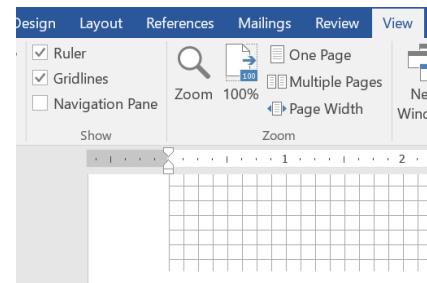 Design Layout References Mailings Review View
Ruler
Gridlines
Navigation Pane
Show
Zoom
100
100%
One Page
Multiple Pages
Page Width
Zoom
1 2